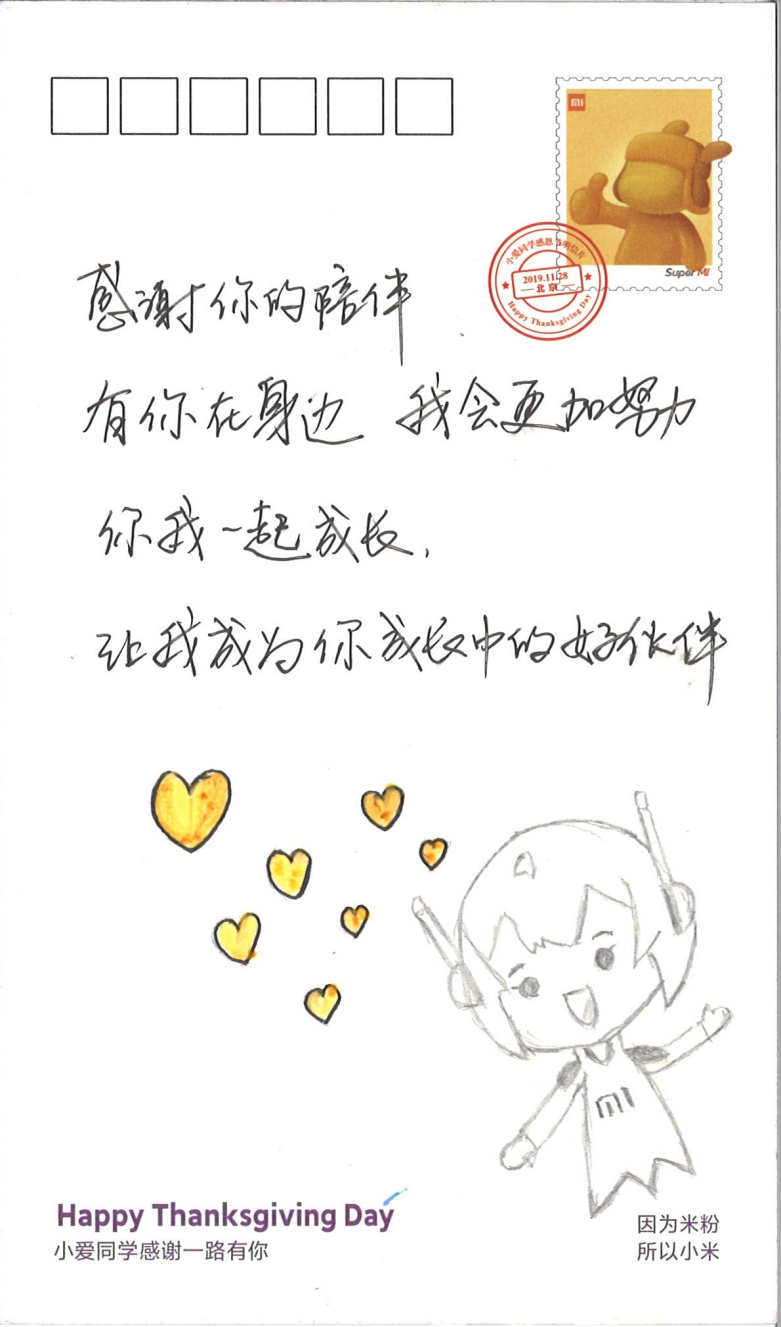 MI
Super MI
小爱同学感恩节明信片
2019.11.28
北京
Happy Thanksgiving Day
感谢你的陪伴
有你在身边 我会更加努力
你我一起成长,
让我成为你成长中的好伙伴
MI
Happy Thanksgiving Day
小爱同学感谢一路有你
因为米粉
所以小米